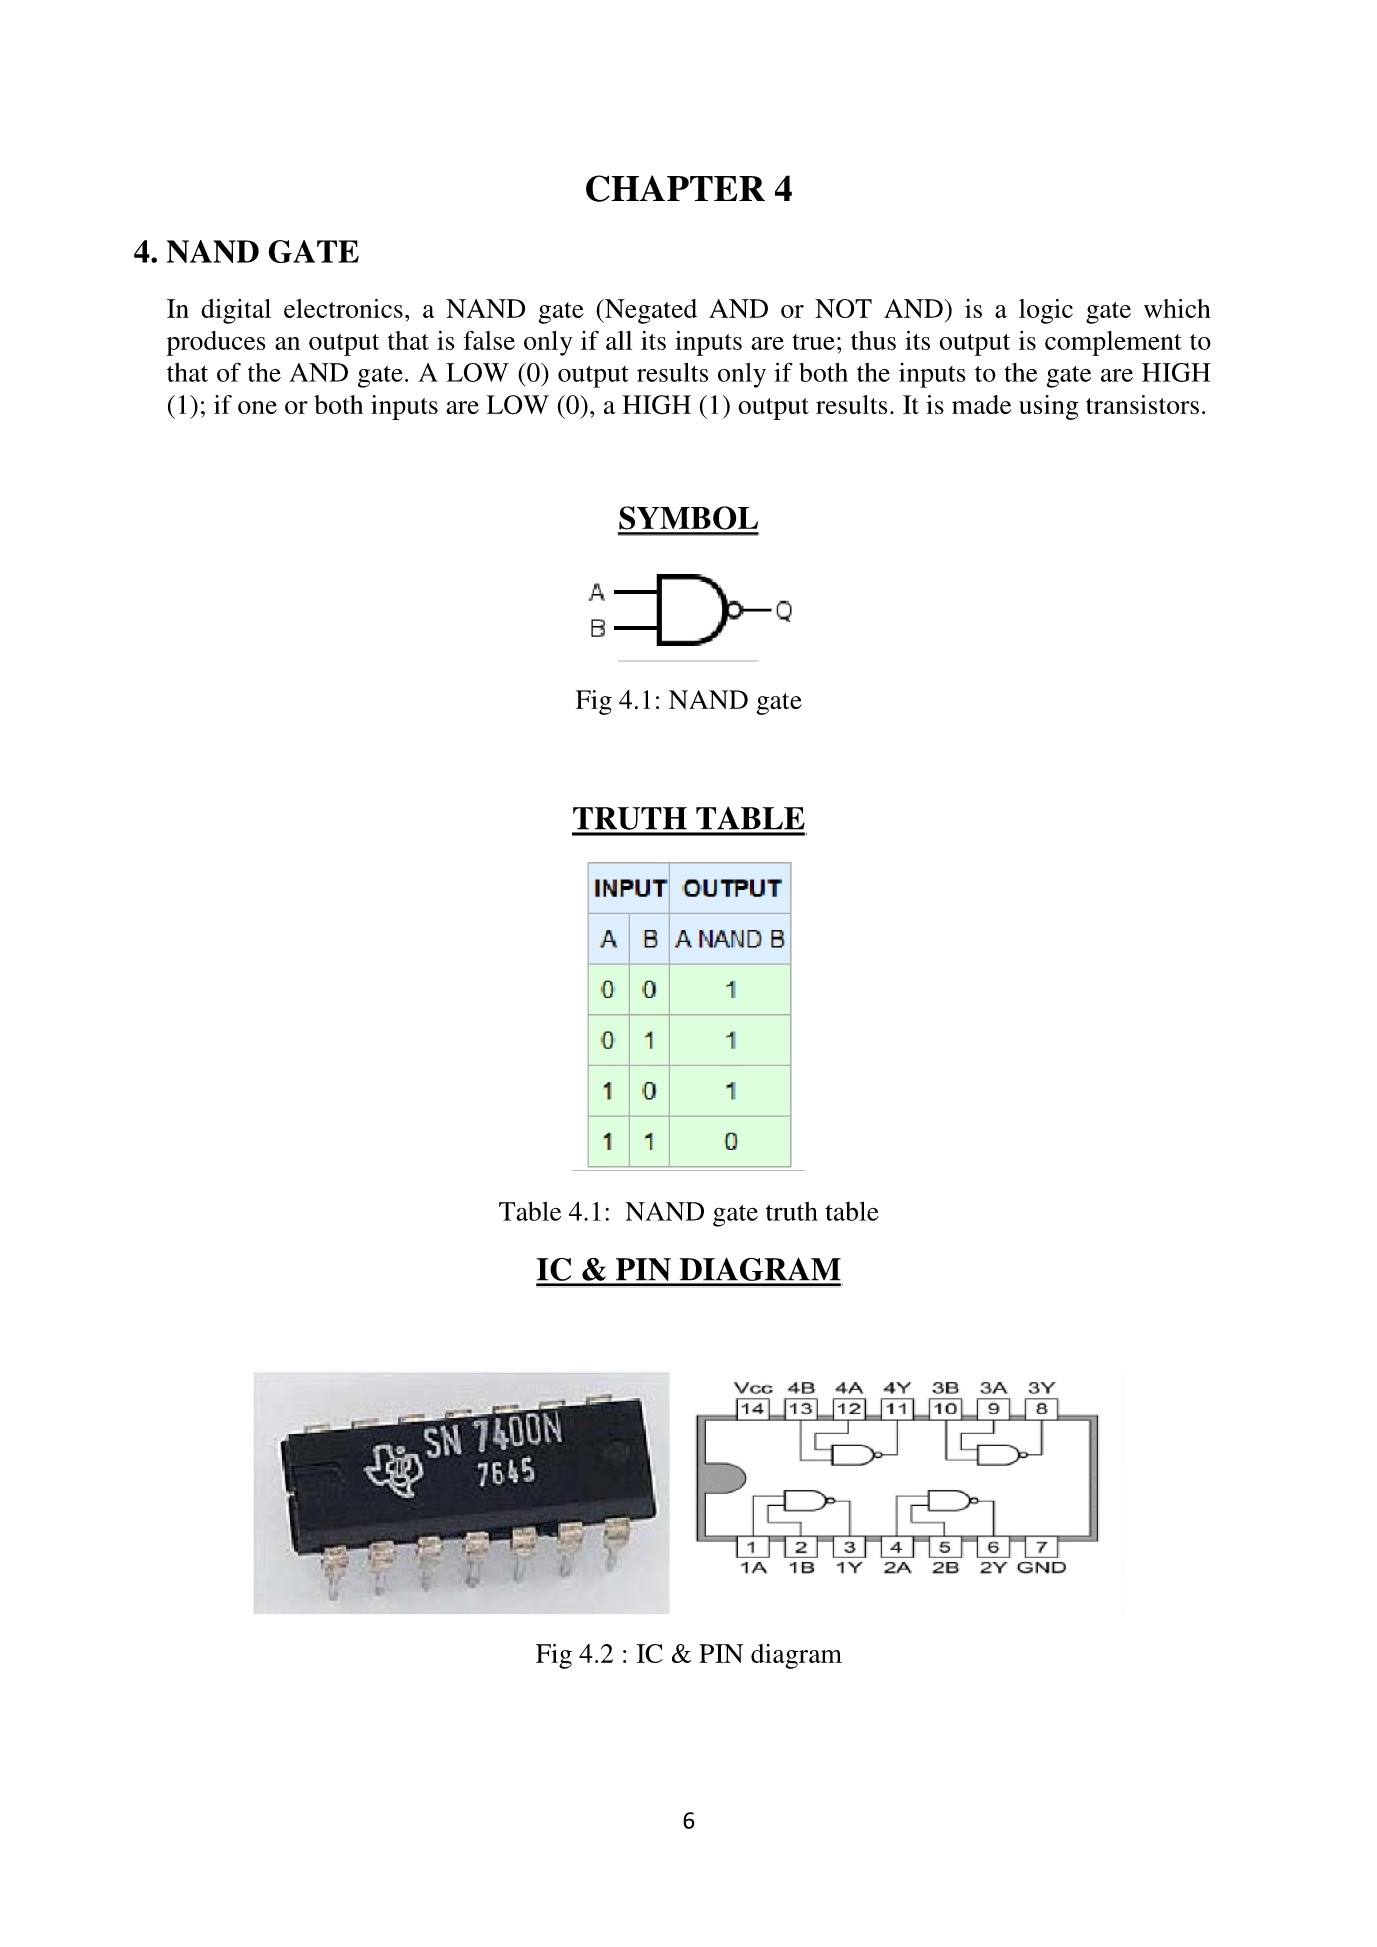 CHAPTER 4
4. NAND GATE
In digital electronics, a NAND gate (Negated AND or NOT AND) is a logic gate which
produces an output that is false only if all its inputs are true; thus its output is complement to
that of the AND gate. A LOW (0) output results only if both the inputs to the gate are HIGH
(1); if one or both inputs are LOW (0), a HIGH (1) output results. It is made using transistors.
SYMBOL
A
B
Q
Fig 4.1: NAND gate
TRUTH TABLE
INPUT OUTPUT
A B A NAND B
0 0 1
0 1 1
1 0 1
1 1 0
Table 4.1: NAND gate truth table
IC & PIN DIAGRAM
SN 7400N
7645
Vcc 4B 4A 4Y 3B 3A 3Y
14 13 12 11 10 9 8
1 2 3 4 5 6 7
1A 1B 1Y 2A 2B 2Y GND
Fig 4.2 : IC & PIN diagram
6